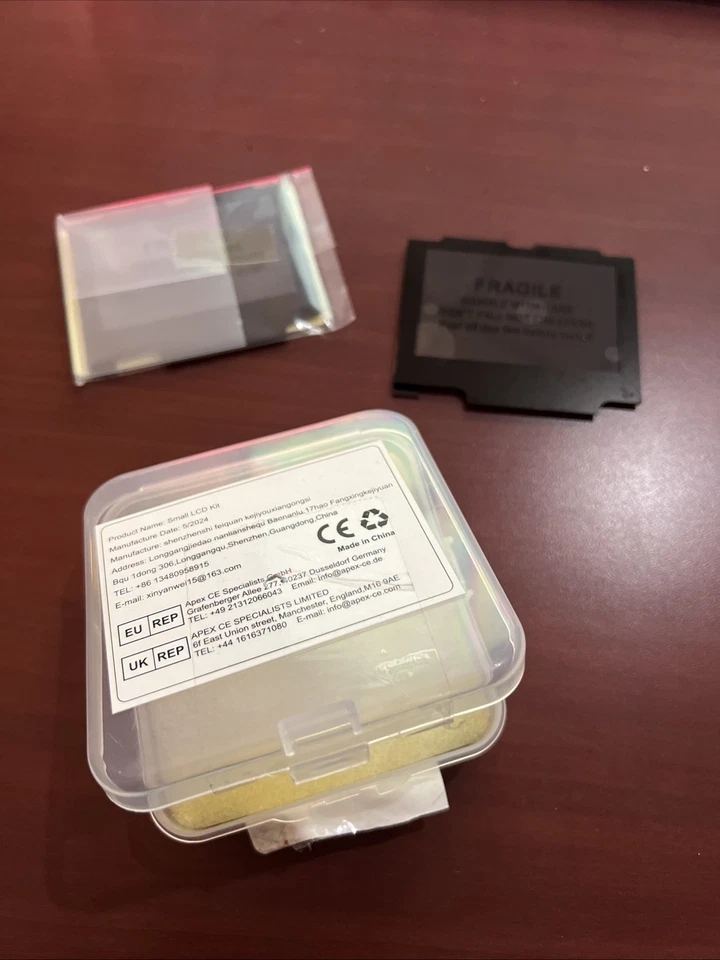 FRAGILE
Product Name: Small LCD Kit
Manufacture Date: 5/2024
Manufacture: shenzhenshi feiquan kejiyouxiangongsi
Address: Longgangjiedao nanlianshequ Baonanlu.17hao Fangxingkejiyuan
Bqu 1dong 306,Longgangqu,Shenzhen,Guangdong,China
TEL: +86 13480958915
E-mail: xinyanwei15@163.com
CE
Made in China
EU REP
Apex CE Specialists GmbH
Grafenberger Allee 277, 40237 Dusseldorf Germany
TEL: +49 21312066043 Email: info@apex-ce.de
UK REP
APEX CE SPECIALISTS LIMITED
6f East Union street, Manchester, England,M16 9AE
TEL: +44 1616371080 E-mail: info@apex-ce.com